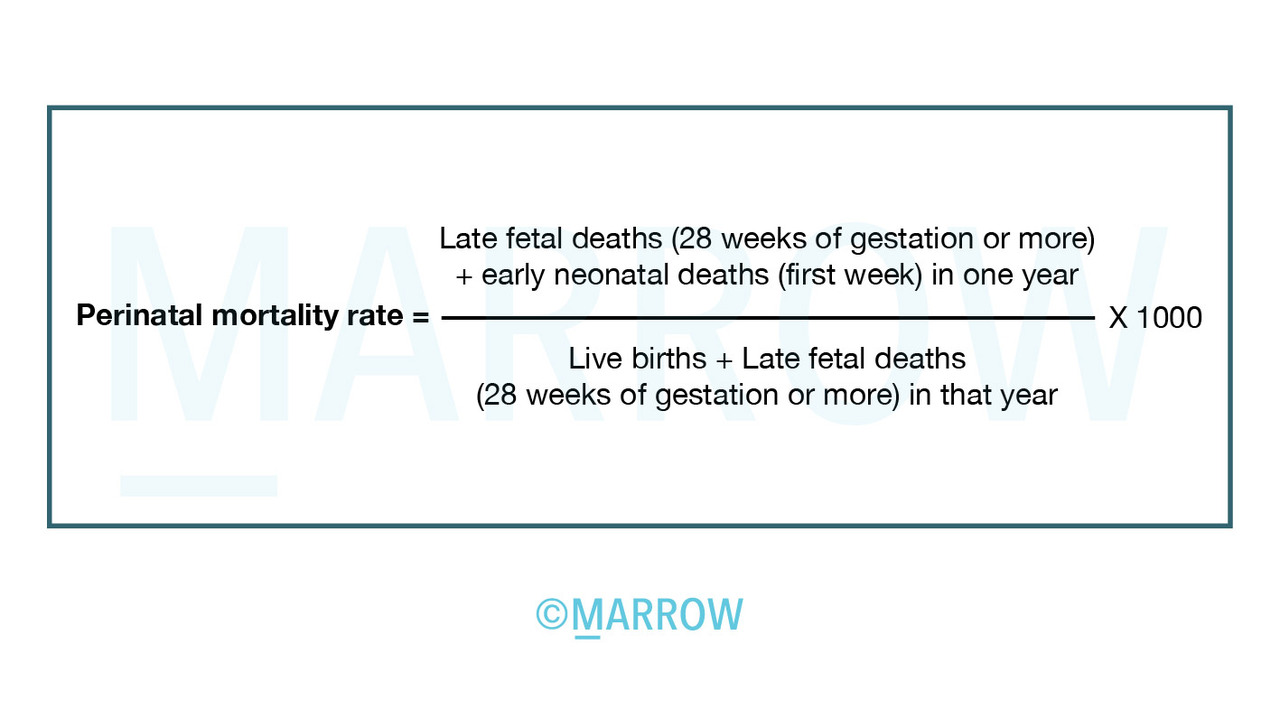 MARROW
Late fetal deaths (28 weeks of gestation or more)
+ early neonatal deaths (first week) in one year
Perinatal mortality rate =
X 1000
Live births + Late fetal deaths
(28 weeks of gestation or more) in that year
©MARROW